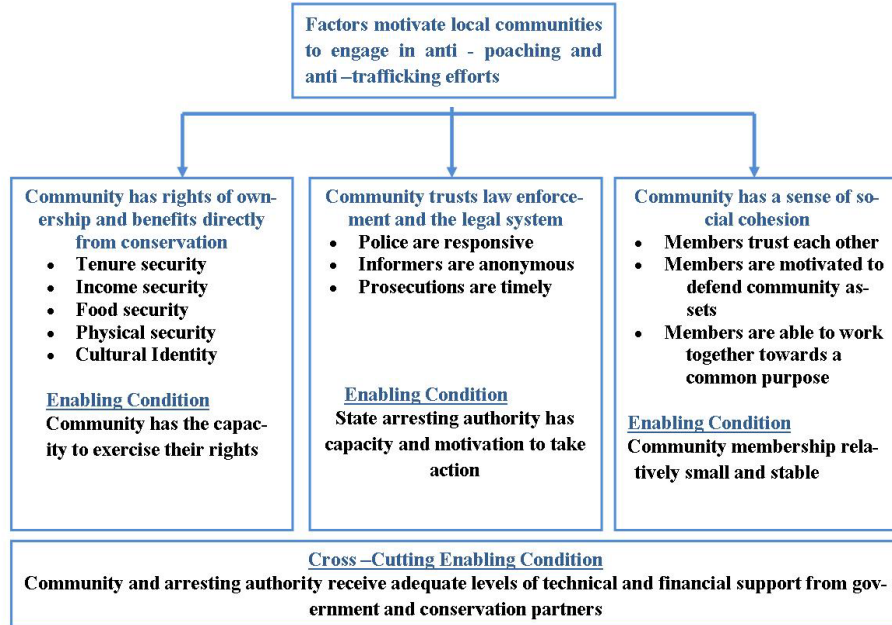 Factors motivate local communities
to engage in anti - poaching and
anti –trafficking efforts
Community has rights of own-
ership and benefits directly
from conservation
• Tenure security
• Income security
• Food security
• Physical security
• Cultural Identity
Enabling Condition
Community has the capac-
ity to exercise their rights
Community trusts law enforce-
ment and the legal system
• Police are responsive
• Informers are anonymous
• Prosecutions are timely
Enabling Condition
State arresting authority has
capacity and motivation to take
action
Community has a sense of so-
cial cohesion
• Members trust each other
• Members are motivated to
defend community as-
sets
• Members are able to work
together towards a
common purpose
Enabling Condition
Community membership rela-
tively small and stable
Cross –Cutting Enabling Condition
Community and arresting authority receive adequate levels of technical and financial support from gov-
ernment and conservation partners